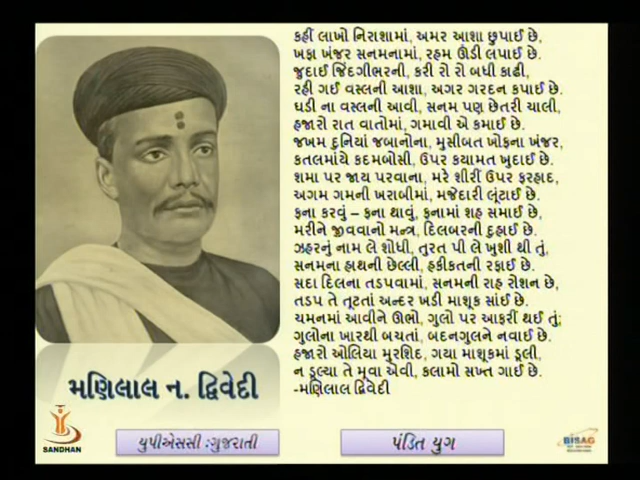 કહીં લાખો નિરાશામાં, અમર આશા છુપાઈ છે,
ખફા ખંજર સનમનામાં, રહમ ઊંડી લપાઈ છે.
જુદાઈ જિંદગીભરની, કરી રો રો બધી કાઢી,
રહી ગઈ વસ્લની આશા, અગર ગરદન કપાઈ છે.
ઘડી ના વસ્લની આવી, સનમ પણ છેતરી ચાલી,
હજારો રાત વાતોમાં, ગમાવી એ કમાઈ છે.
જખમ દુનિયાં જબાનોના, મુસીબત ખોફના ખંજર,
કતલમાંયે કદમબોસી, ઉપર કયામત ખુદાઈ છે.
શમા પર જાય પરવાના, મરે શીરીં ઉપર ફરહાદ,
અગમ ગમની ખરાબીમાં, મજેદારી લૂંટાઈ છે.
ફના કરવું – ફના થાવું, ફનામાં શહ સમાઈ છે,
મરીને જીવવાનો મન્ત્ર, દિલબરની દુહાઈ છે.
ઝહરનું નામ લે શોધી, તુરત પી લે ખુશી થી તું,
સનમના હાથની છેલ્લી, હકીકતની રફાઈ છે.
સદા દિલના તડપવામાં, સનમની રાહ રોશન છે,
તડપ તે તૂટતાં અન્દર ખડી માશૂક સાંઈ છે.
ચમનમાં આવીને ઊભો, ગુલો પર આફરીં થઈ તું;
ગુલોના ખારથી બચતાં, બદનગુલને નવાઈ છે.
હજારો ઓલિયા મુરશિદ, ગયા માશૂકમાં ડૂલી,
ન ડૂલ્યા તે મૂવા એવી, કલામો સખ્ત ગાઈ છે.
-મણિલાલ દ્વિવેદી
મણિલાલ ન. દ્વિવેદી
SANDHAN
યુપીએસસી :ગુજરાતી
પંડિત યુગ
BISAG